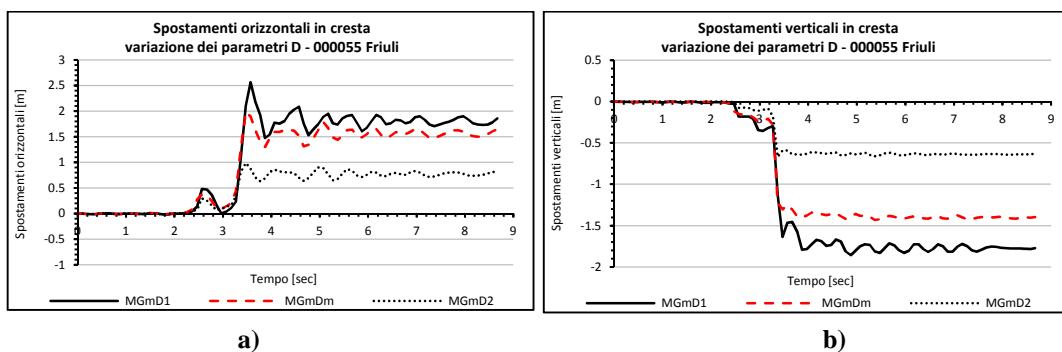 Spostamenti orizzontali in cresta
variazione dei parametri D - 000055 Friuli
Spostamenti orizzontali [m]
3
2.5
2
1.5
1
0.5
0
-0.5
-1
0 1 2 3 4 5 6 7 8 9
Tempo [sec]
MGmD1 MGmDm MGmD2
a)
Spostamenti verticali in cresta
variazione dei parametri D - 000055 Friuli
Spostamenti verticali [m]
0.5
0
-0.5
-1
-1.5
-2
0 1 2 3 4 5 6 7 8 9
Tempo [sec]
MGmD1 MGmDm MGmD2
b)